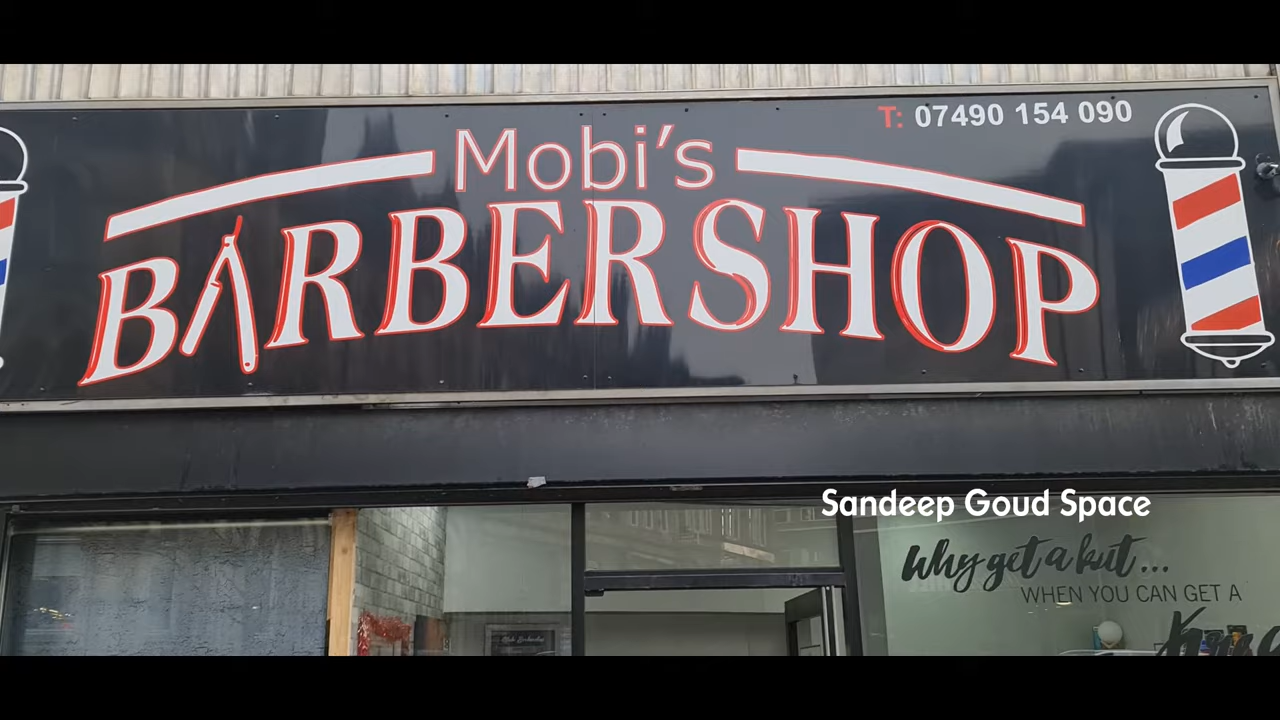 T: 07490 154 090
Mobi's
BARBERSHOP
Sandeep Goud Space
Why get a kut...
WHEN YOU CAN GET A